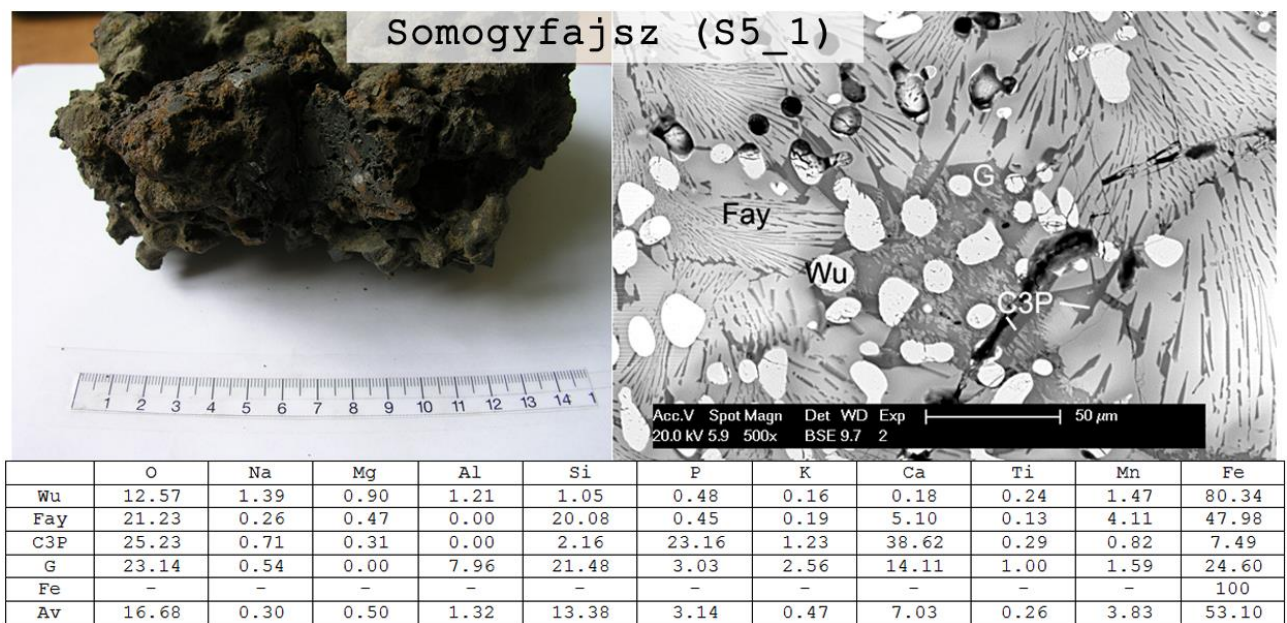 Somogyfajsz (S5_1)
G
Fay
Wu
C3P
1 2 3 4 5 6 7 8 9 10 11 12 13 14 1
Acc.V Spot Magn Det WD Exp 50 µm
20.0 kV 5.9 500x BSE 9.7 2
O Na Mg Al Si P K Ca Ti Mn Fe
Wu 12.57 1.39 0.90 1.21 1.05 0.48 0.16 0.18 0.24 1.47 80.34
Fay 21.23 0.26 0.47 0.00 20.08 0.45 0.19 5.10 0.13 4.11 47.98
C3P 25.23 0.71 0.31 0.00 2.16 23.16 1.23 38.62 0.29 0.82 7.49
G 23.14 0.54 0.00 7.96 21.48 3.03 2.56 14.11 1.00 1.59 24.60
Fe - - - - - - - - - - 100
Av 16.68 0.30 0.50 1.32 13.38 3.14 0.47 7.03 0.26 3.83 53.10